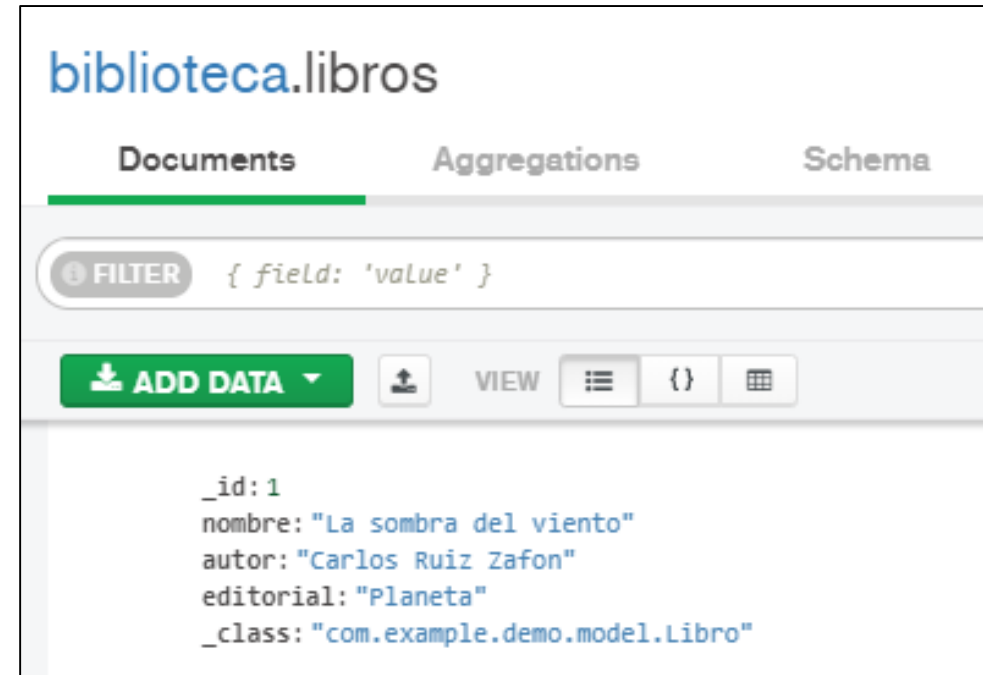 biblioteca.libros
Documents Aggregations Schema
FILTER { field: 'value' }
ADD DATA VIEW {}
_id: 1
nombre: "La sombra del viento"
autor: "Carlos Ruiz Zafon"
editorial: "Planeta"
_class: "com.example.demo.model.Libro"